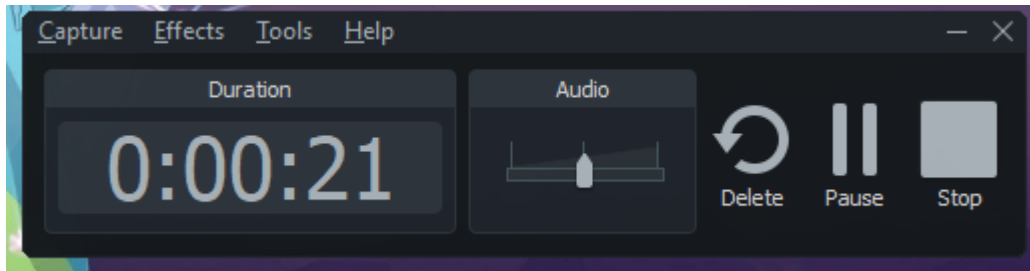 Capture Effects Tools Help
Duration
Audio
0:00:21
Delete Pause Stop